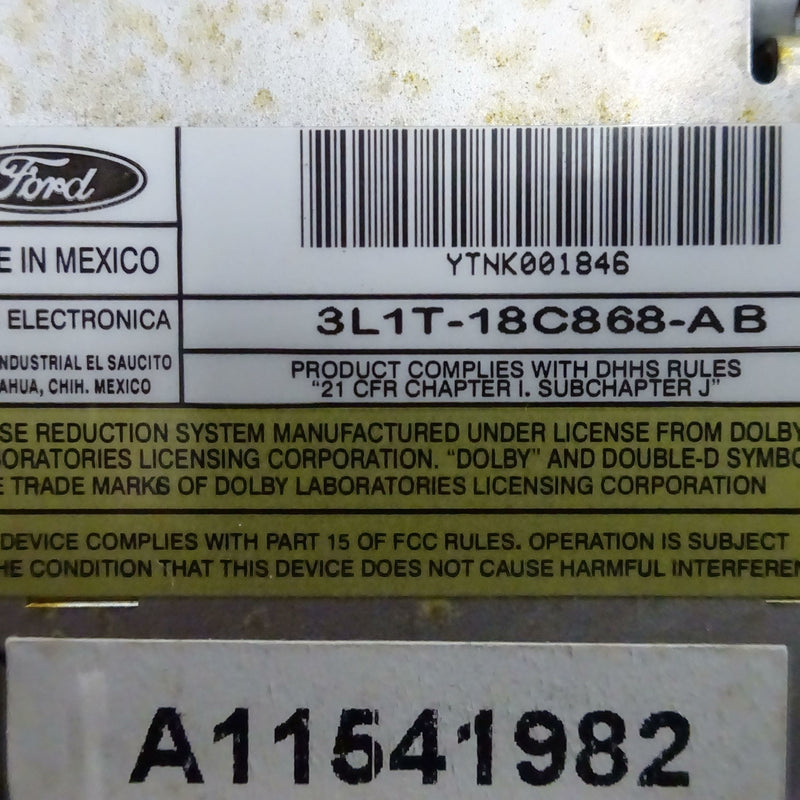 Ford
E IN MEXICO
YTNK001846
ELECTRONICA
3L1T-18C868-AB
NDUSTRIAL EL SAUCITO
AHUA, CHIH. MEXICO
PRODUCT COMPLIES WITH DHHS RULES
“21 CFR CHAPTER I. SUBCHAPTER J”
SE REDUCTION SYSTEM MANUFACTURED UNDER LICENSE FROM DOLBY
ORATORIES LICENSING CORPORATION. “DOLBY” AND DOUBLE-D SYMBO
E TRADE MARKS OF DOLBY LABORATORIES LICENSING CORPORATION
DEVICE COMPLIES WITH PART 15 OF FCC RULES. OPERATION IS SUBJECT
HE CONDITION THAT THIS DEVICE DOES NOT CAUSE HARMFUL INTERFEREN
A11541982